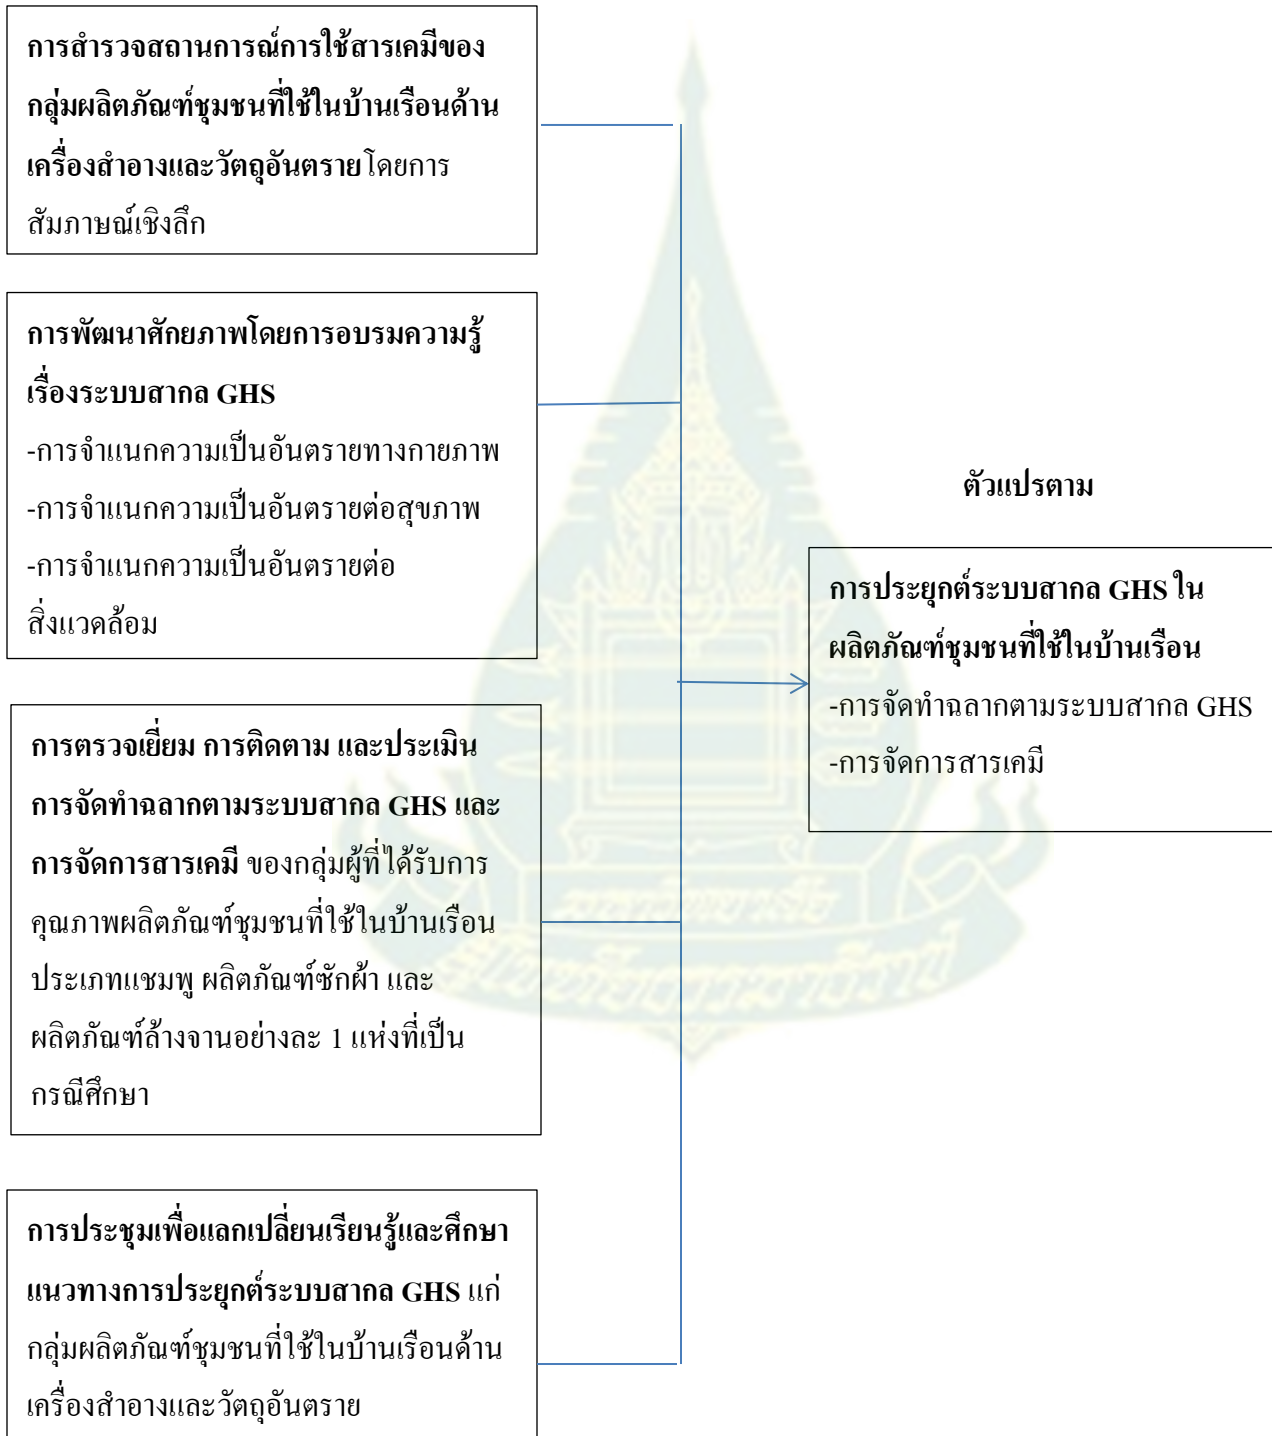 การสำรวจสถานการณ์การใช้สารเคมีของ
กลุ่มผลิตภัณฑ์ชุมชนที่ใช้ในบ้านเรือนด้าน
เครื่องสำอางและวัตถุอันตราย โดยการ
สัมภาษณ์เชิงลึก
การพัฒนาศักยภาพโดยการอบรมความรู้
เรื่องระบบสากล GHS
-การจำแนกความเป็นอันตรายทางกายภาพ
-การจำแนกความเป็นอันตรายต่อสุขภาพ
-การจำแนกความเป็นอันตรายต่อ
สิ่งแวดล้อม
การตรวจเยี่ยม การติดตาม และประเมิน
การจัดทำฉลากตามระบบสากล GHS และ
การจัดการสารเคมี ของกลุ่มผู้ที่ได้รับการ
คุณภาพผลิตภัณฑ์ชุมชนที่ใช้ในบ้านเรือน
ประเภทแชมพู ผลิตภัณฑ์ซักผ้า และ
ผลิตภัณฑ์ล้างจานอย่างละ 1 แห่งที่เป็น
กรณีศึกษา
การประชุมเพื่อแลกเปลี่ยนเรียนรู้และศึกษา
แนวทางการประยุกต์ระบบสากล GHS แก่
กลุ่มผลิตภัณฑ์ชุมชนที่ใช้ในบ้านเรือนด้าน
เครื่องสำอางและวัตถุอันตราย
ตัวแปรตาม
การประยุกต์ระบบสากล GHS ใน
ผลิตภัณฑ์ชุมชนที่ใช้ในบ้านเรือน
-การจัดทำฉลากตามระบบสากล GHS
-การจัดการสารเคมี